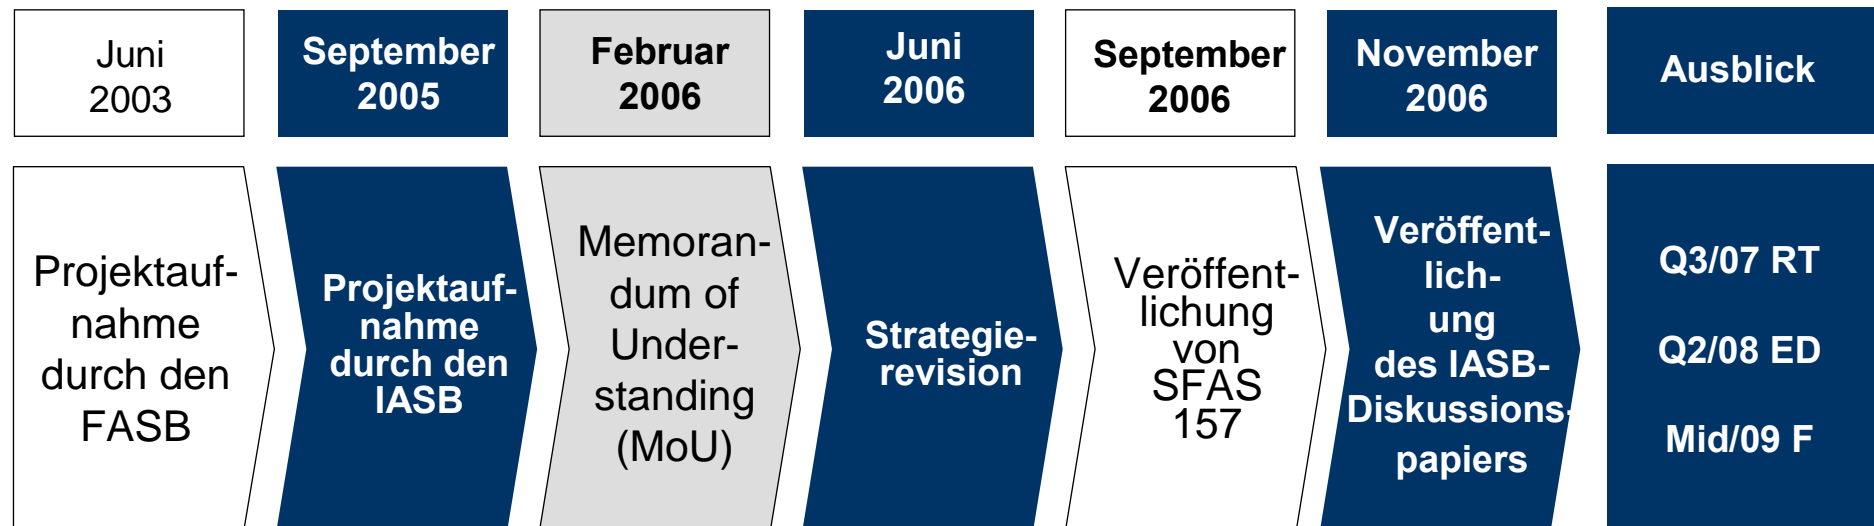 Juni
2003
September
2005
Februar
2006
Juni
2006
September
2006
November
2006
Ausblick
Projektauf-
nahme
durch den
FASB
Projektauf-
nahme
durch den
IASB
Memoran-
dum of
Under-
standing
(MoU)
Strategie-
revision
Veröffent-
lichung
von
SFAS
157
Veröffent-
lich-
ung
des IASB-
Diskussions-
papiers
Q3/07 RT
Q2/08 ED
Mid/09 F